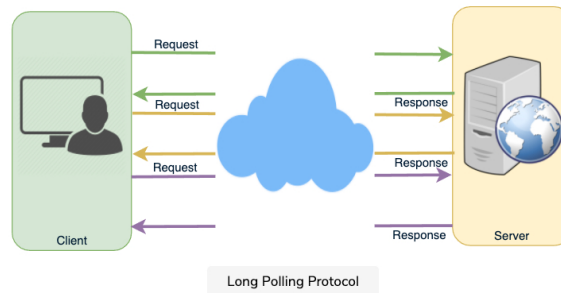 Request
Request
Response
Request
Response
Response
Client
Server
Long Polling Protocol